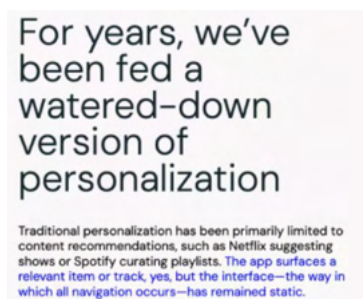 For years, we’ve
been fed a
watered-down
version of
personalization
Traditional personalization has been primarily limited to
content recommendations, such as Netflix suggesting
shows or Spotify curating playlists. The app surfaces a
relevant item or track, yes, but the interface—the way in
which all navigation occurs—has remained static.